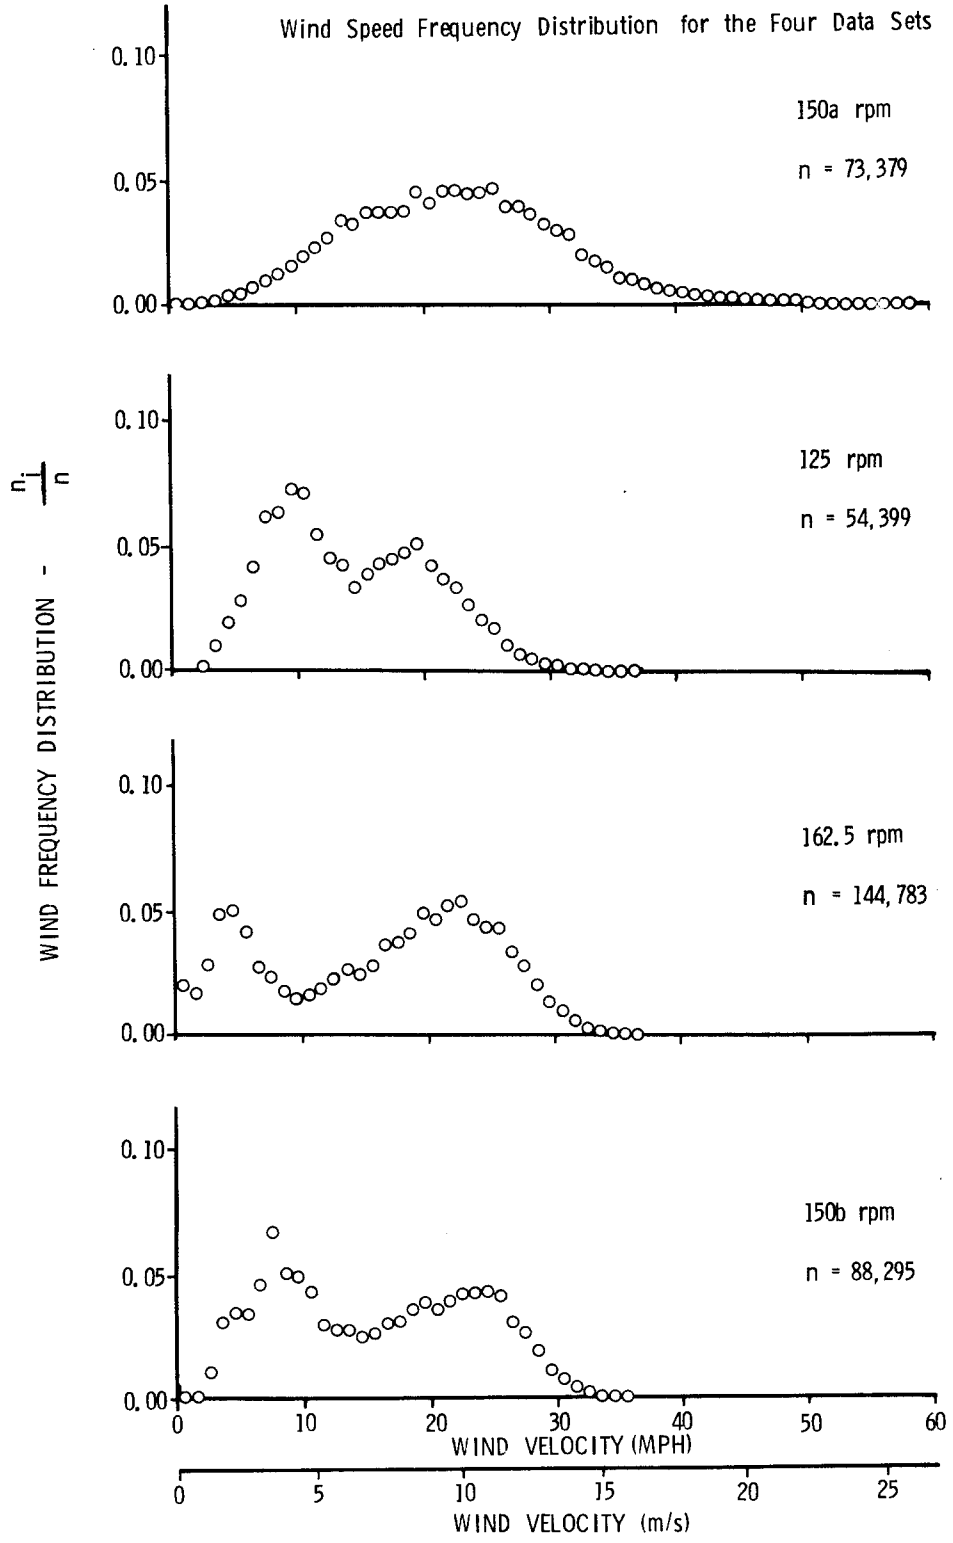 Wind Speed Frequency Distribution for the Four Data Sets
0.10
150a rpm
0.05
n = 73,379
0.00
0.10
125 rpm
n = 54,399
0.05
0.00
WIND FREQUENCY DISTRIBUTION - ni/n
0.10
162.5 rpm
n = 144,783
0.05
0.00
0.10
150b rpm
n = 88,295
0.05
0.00
0 10 20 30 40 50 60
WIND VELOCITY (MPH)
0 5 10 15 20 25
WIND VELOCITY (m/s)